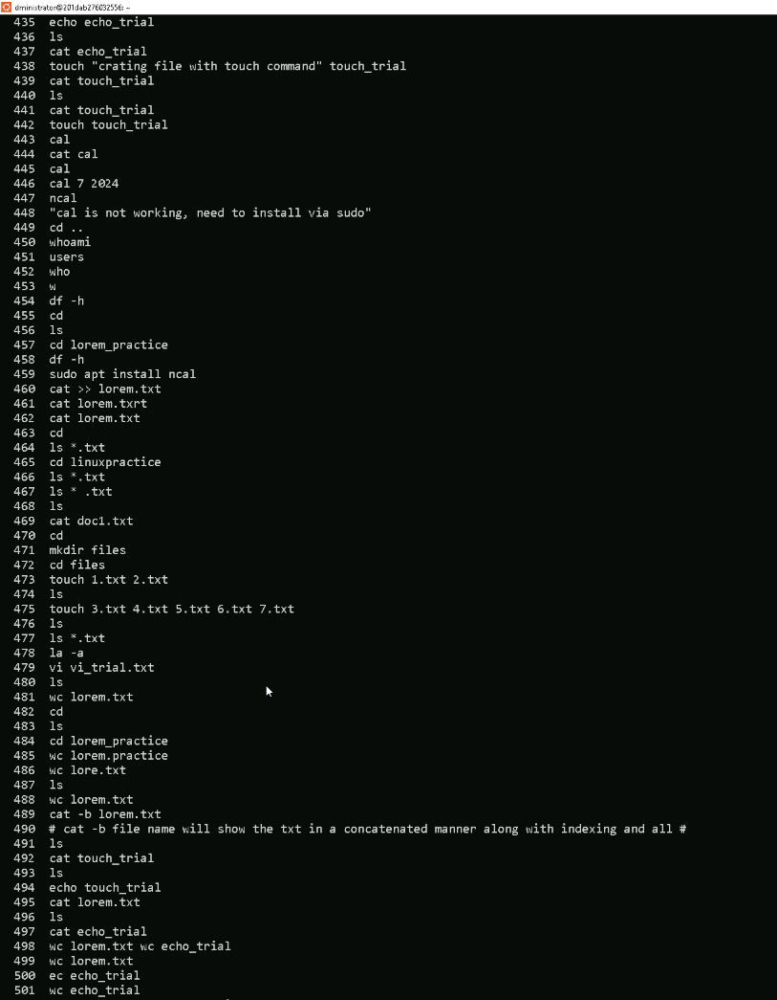 dministrator@201dab276032556: ~
435 echo echo_trial
436 ls
437 cat echo_trial
438 touch "crating file with touch command" touch_trial
439 cat touch_trial
440 ls
441 cat touch_trial
442 touch touch_trial
443 cal
444 cat cal
445 cal
446 cal 7 2024
447 ncal
448 "cal is not working, need to install via sudo"
449 cd ..
450 whoami
451 users
452 who
453 w
454 df -h
455 cd
456 ls
457 cd lorem_practice
458 df -h
459 sudo apt install ncal
460 cat >> lorem.txt
461 cat lorem.txrt
462 cat lorem.txt
463 cd
464 ls *.txt
465 cd linuxpractice
466 ls *.txt
467 ls * .txt
468 ls
469 cat doc1.txt
470 cd
471 mkdir files
472 cd files
473 touch 1.txt 2.txt
474 ls
475 touch 3.txt 4.txt 5.txt 6.txt 7.txt
476 ls
477 ls *.txt
478 la -a
479 vi vi_trial.txt
480 ls
481 wc lorem.txt
482 cd
483 ls
484 cd lorem_practice
485 wc lorem.practice
486 wc lore.txt
487 ls
488 wc lorem.txt
489 cat -b lorem.txt
490 # cat -b file name will show the txt in a concatenated manner along with indexing and all #
491 ls
492 cat touch_trial
493 ls
494 echo touch_trial
495 cat lorem.txt
496 ls
497 cat echo_trial
498 wc lorem.txt wc echo_trial
499 wc lorem.txt
500 ec echo_trial
501 wc echo_trial